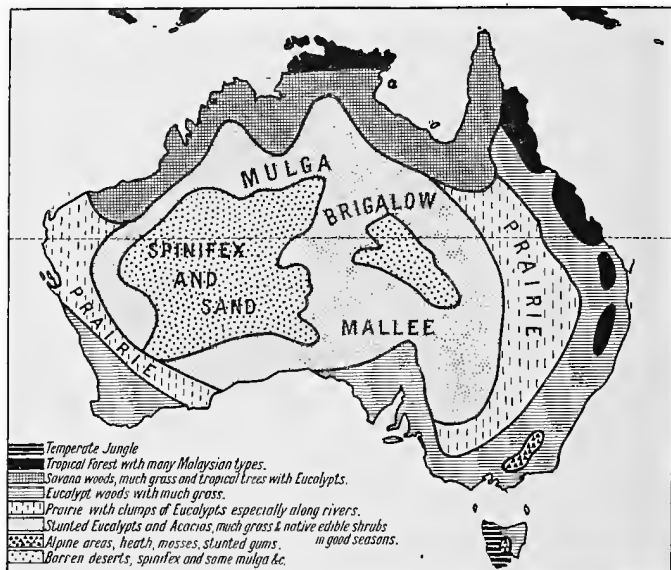 MULGA
BRIGALOW
SPINIFEX
AND
SAND
PRAIRIE
PRAIRIE
MALLEE
Temperate Jungle
Tropical Forest with many Malaysian types.
Savana woods, much grass and tropical trees with Eucalypts.
Eucalypt woods with much grass.
Prairie with clumps of Eucalypts especially along rivers.
Stunted Eucalypts and Acacias, much grass & native edible shrubs
in good seasons.
Alpine areas, heath, mosses, stunted gums.
Barren deserts, spinifex and some mulga &c.